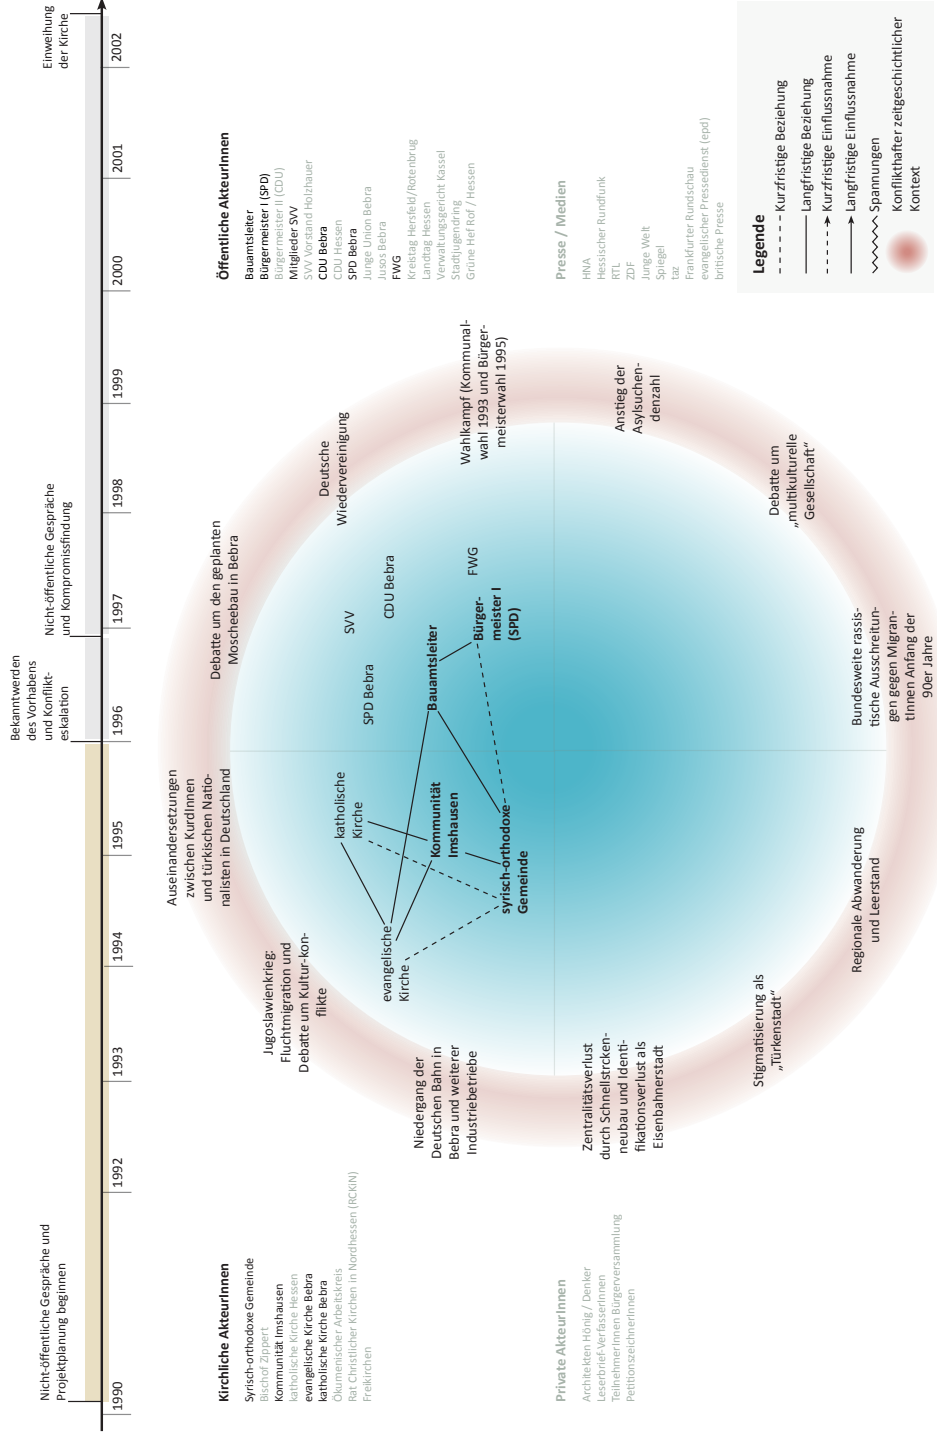 Nicht-öffentliche Gespräche und
Projektplanung beginnen
Bekanntwerden
des Vorhabens
und Konflikt-
eskalation
Nicht-öffentliche Gespräche
und Kompromissfindung
Einweihung
der Kirche
1990
1992
1993
1994
1995
1996
1997
1998
1999
2000
2001
2002
Kirchliche AkteurInnen
Syrisch-orthodoxe Gemeinde
Bischof Zippert
Kommunität Imshausen
katholische Kirche Hessen
evangelische Kirche Bebra
katholische Kirche Bebra
Ökumenischer Arbeitskreis
Rat Christlicher Kirchen in Nordhessen (RCKiN)
Freikirchen
Private AkteurInnen
Architekten Hönig / Denker
Leserbrief-VerfasserInnen
TeilnehmerInnen Bürgerversammlung
PetitionszeichnerInnen
Auseinandersetzungen
zwischen KurdInnen
und türkischen Natio-
nalisten in Deutschland
Debatte um den geplanten
Moscheebau in Bebra
Jugoslawienkrieg:
Fluchtmigration und
Debatte um Kultur-kon-
flikte
Deutsche
Wiedervereinigung
Niedergang der
Deutschen Bahn in
Bebra und weiterer
Industriebetriebe
Wahlkampf (Kommunal-
wahl 1993 und Bürger-
meisterwahl 1995)
Zentralitätsverlust
durch Schnellstrcken-
neubau und Identi-
fikationsverlust als
Eisenbahnerstadt
Anstieg der
Asylsuchen-
denzahl
Stigmatisierung als
„Türkenstadt“
Debatte um
„multikulturelle
Gesellschaft“
Regionale Abwanderung
und Leerstand
Bundesweite rassis-
tische Ausschreitun-
gen gegen Migran-
tInnen Anfang der
90er Jahre
katholische
Kirche
evangelische
Kirche
Kommunität
Imshausen
syrisch-orthodoxe
Gemeinde
SVV
SPD Bebra
CDU Bebra
Bauamtsleiter
FWG
Bürger-
meister I
(SPD)
Öffentliche AkteurInnen
Bauamtsleiter
Bürgermeister I (SPD)
Bürgermeister II (CDU)
Mitglieder SVV
SVV Vorstand Holzhauer
CDU Bebra
CDU Hessen
SPD Bebra
Junge Union Bebra
Jusos Bebra
FWG
Kreistag Hersfeld/Rotenbrug
Landtag Hessen
Verwaltungsgericht Kassel
Stadtjugendring
Grüne Hef Rof / Hessen
Presse / Medien
HNA
Hessischer Rundfunk
RTL
ZDF
Junge Welt
Spiegel
taz
Frankfurter Rundschau
evangelischer Pressedienst (epd)
britische Presse
Legende
Kurzfristige Beziehung
Langfristige Beziehung
Kurzfristige Einflussnahme
Langfristige Einflussnahme
Spannungen
Konflikthafter zeitgeschichtlicher
Kontext